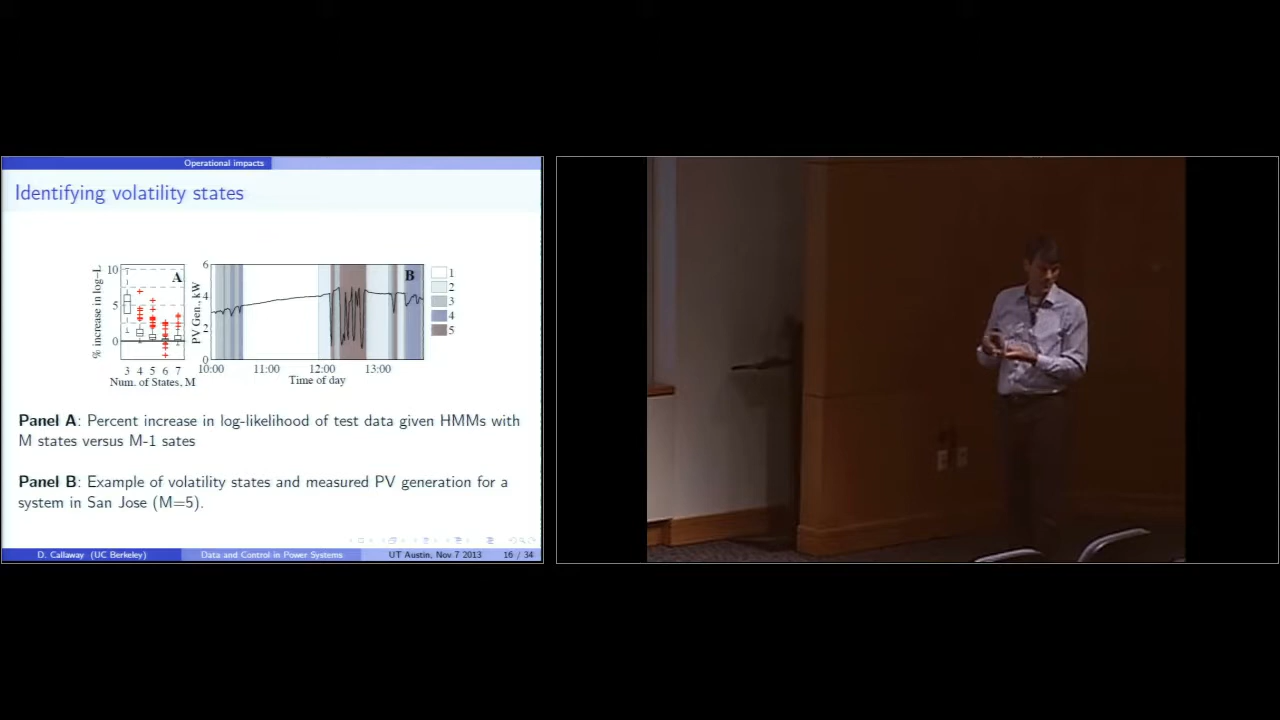 Operational impacts
Identifying volatility states
% increase in log-L
10
5
0
A
3 4 5 6 7
Num. of States, M
PV Gen., kW
6
4
2
0
B
10:00 11:00 12:00 13:00
Time of day
1
2
3
4
5
Panel A: Percent increase in log-likelihood of test data given HMMs with
M states versus M-1 sates
Panel B: Example of volatility states and measured PV generation for a
system in San Jose (M=5).
D. Callaway (UC Berkeley) Data and Control in Power Systems UT Austin, Nov 7 2013 16 / 34